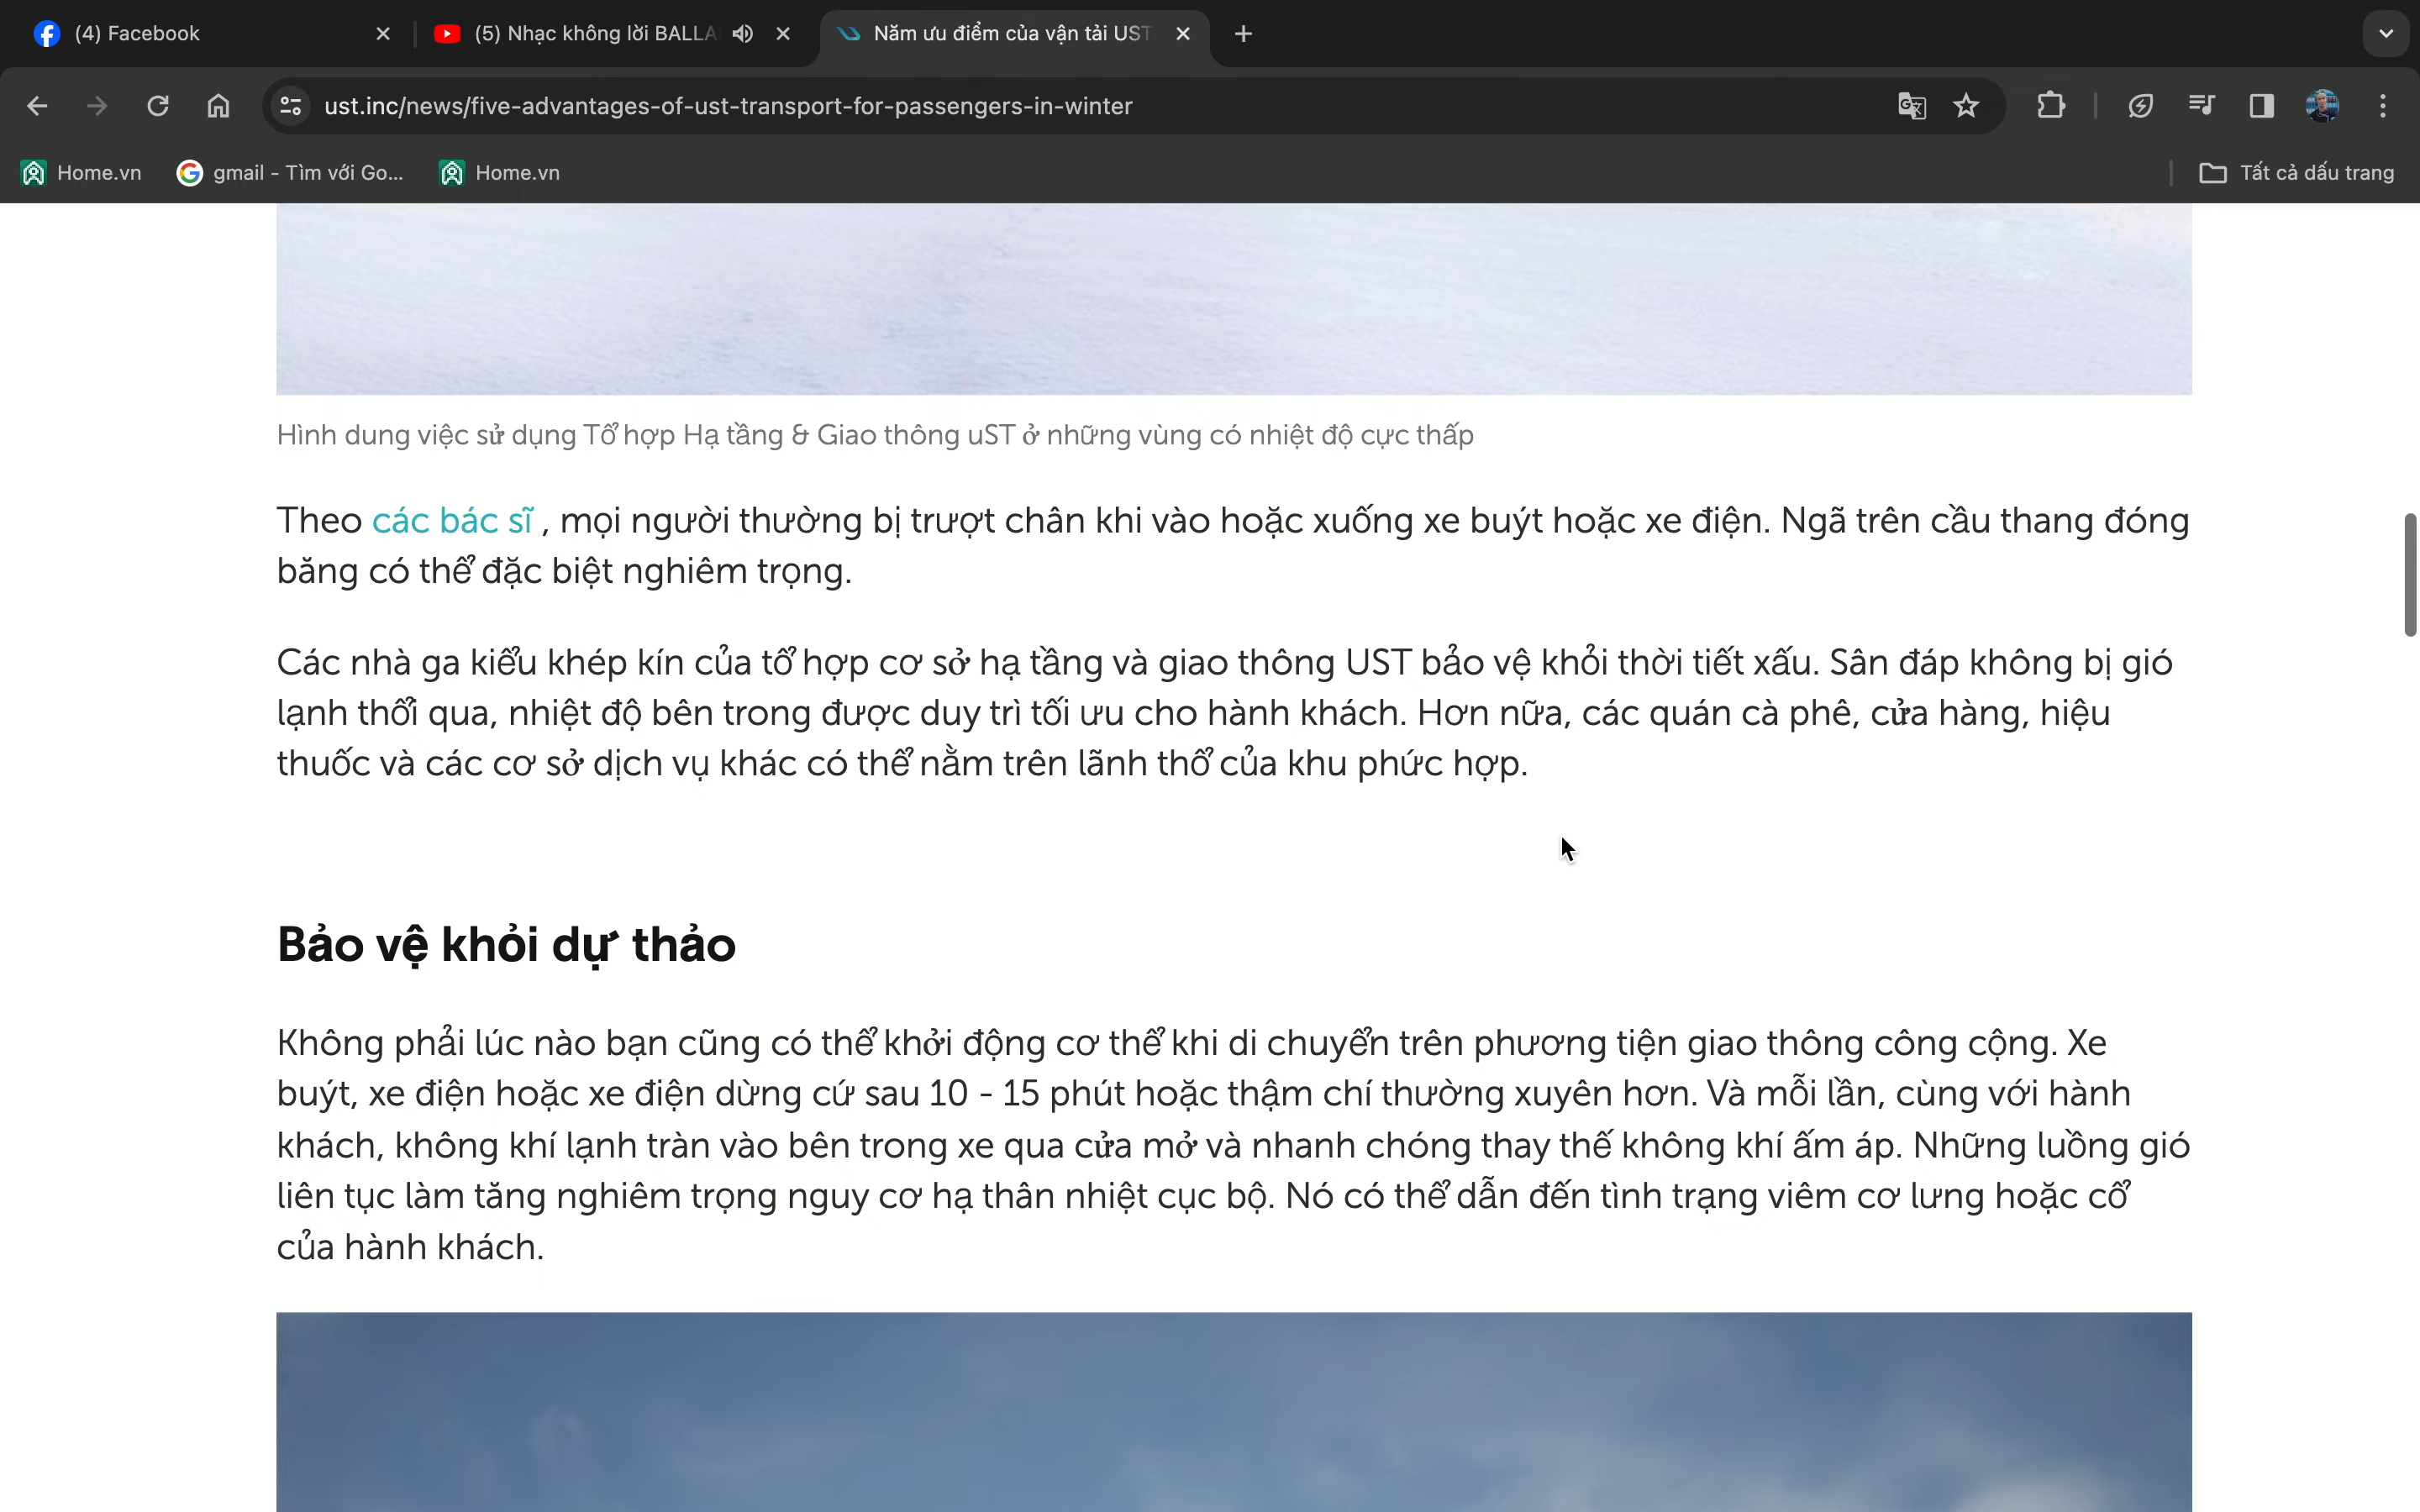 (4) Facebook
(5) Nhạc không lời BALLA
Năm ưu điểm của vận tải UST
ust.inc/news/five-advantages-of-ust-transport-for-passengers-in-winter
Home.vn
gmail - Tìm với Go...
Home.vn
Tất cả dấu trang
Hình dung việc sử dụng Tổ hợp Hạ tầng & Giao thông uST ở những vùng có nhiệt độ cực thấp
Theo các bác sĩ , mọi người thường bị trượt chân khi vào hoặc xuống xe buýt hoặc xe điện. Ngã trên cầu thang đóng
băng có thể đặc biệt nghiêm trọng.
Các nhà ga kiểu khép kín của tổ hợp cơ sở hạ tầng và giao thông UST bảo vệ khỏi thời tiết xấu. Sân đáp không bị gió
lạnh thổi qua, nhiệt độ bên trong được duy trì tối ưu cho hành khách. Hơn nữa, các quán cà phê, cửa hàng, hiệu
thuốc và các cơ sở dịch vụ khác có thể nằm trên lãnh thổ của khu phức hợp.
Bảo vệ khỏi dự thảo
Không phải lúc nào bạn cũng có thể khởi động cơ thể khi di chuyển trên phương tiện giao thông công cộng. Xe
buýt, xe điện hoặc xe điện dừng cứ sau 10 - 15 phút hoặc thậm chí thường xuyên hơn. Và mỗi lần, cùng với hành
khách, không khí lạnh tràn vào bên trong xe qua cửa mở và nhanh chóng thay thế không khí ấm áp. Những luồng gió
liên tục làm tăng nghiêm trọng nguy cơ hạ thân nhiệt cục bộ. Nó có thể dẫn đến tình trạng viêm cơ lưng hoặc cổ
của hành khách.